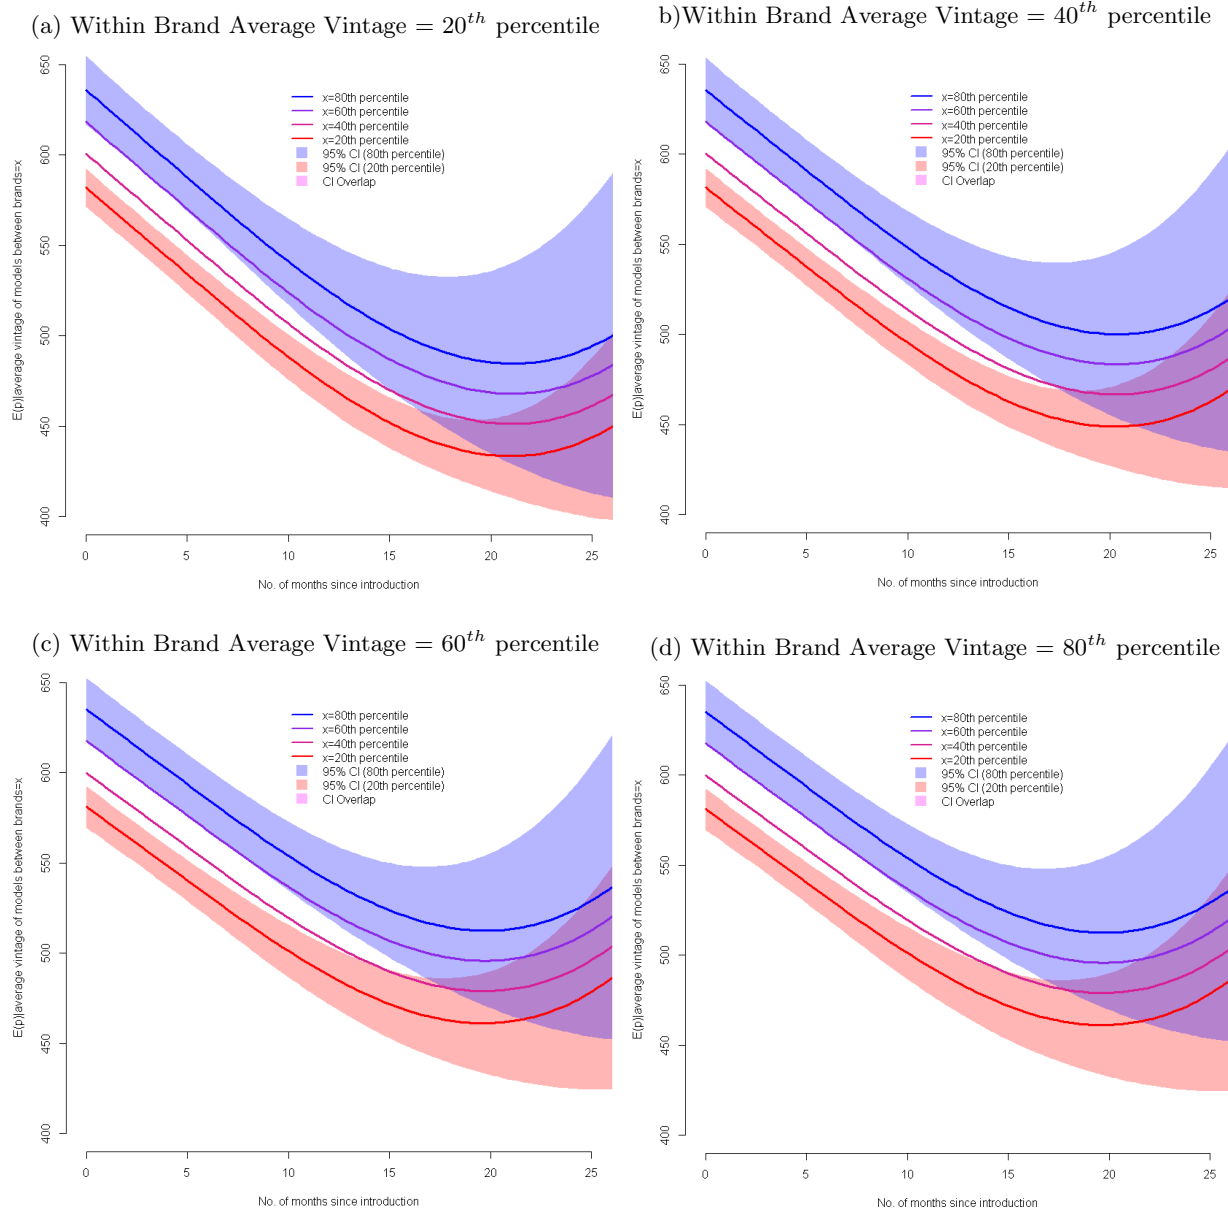 (a) Within Brand Average Vintage = 20th percentile
E(p)|average vintage of models between brands=x
650
600
550
500
450
400
x=80th percentile
x=60th percentile
x=40th percentile
x=20th percentile
95% CI (80th percentile)
95% CI (20th percentile)
CI Overlap
0 5 10 15 20 25
No. of months since introduction
b)Within Brand Average Vintage = 40th percentile
E(p)|average vintage of models between brands=x
650
600
550
500
450
400
x=80th percentile
x=60th percentile
x=40th percentile
x=20th percentile
95% CI (80th percentile)
95% CI (20th percentile)
CI Overlap
0 5 10 15 20 25
No. of months since introduction
(c) Within Brand Average Vintage = 60th percentile
E(p)|average vintage of models between brands=x
650
600
550
500
450
400
x=80th percentile
x=60th percentile
x=40th percentile
x=20th percentile
95% CI (80th percentile)
95% CI (20th percentile)
CI Overlap
0 5 10 15 20 25
No. of months since introduction
(d) Within Brand Average Vintage = 80th percentile
E(p)|average vintage of models between brands=x
650
600
550
500
450
400
x=80th percentile
x=60th percentile
x=40th percentile
x=20th percentile
95% CI (80th percentile)
95% CI (20th percentile)
CI Overlap
0 5 10 15 20 25
No. of months since introduction